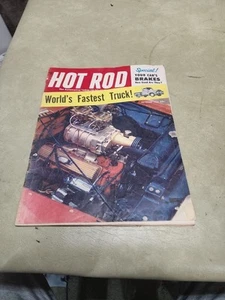 HOT ROD
Special!
YOUR CAR'S
BRAKES
World's Fastest Truck!